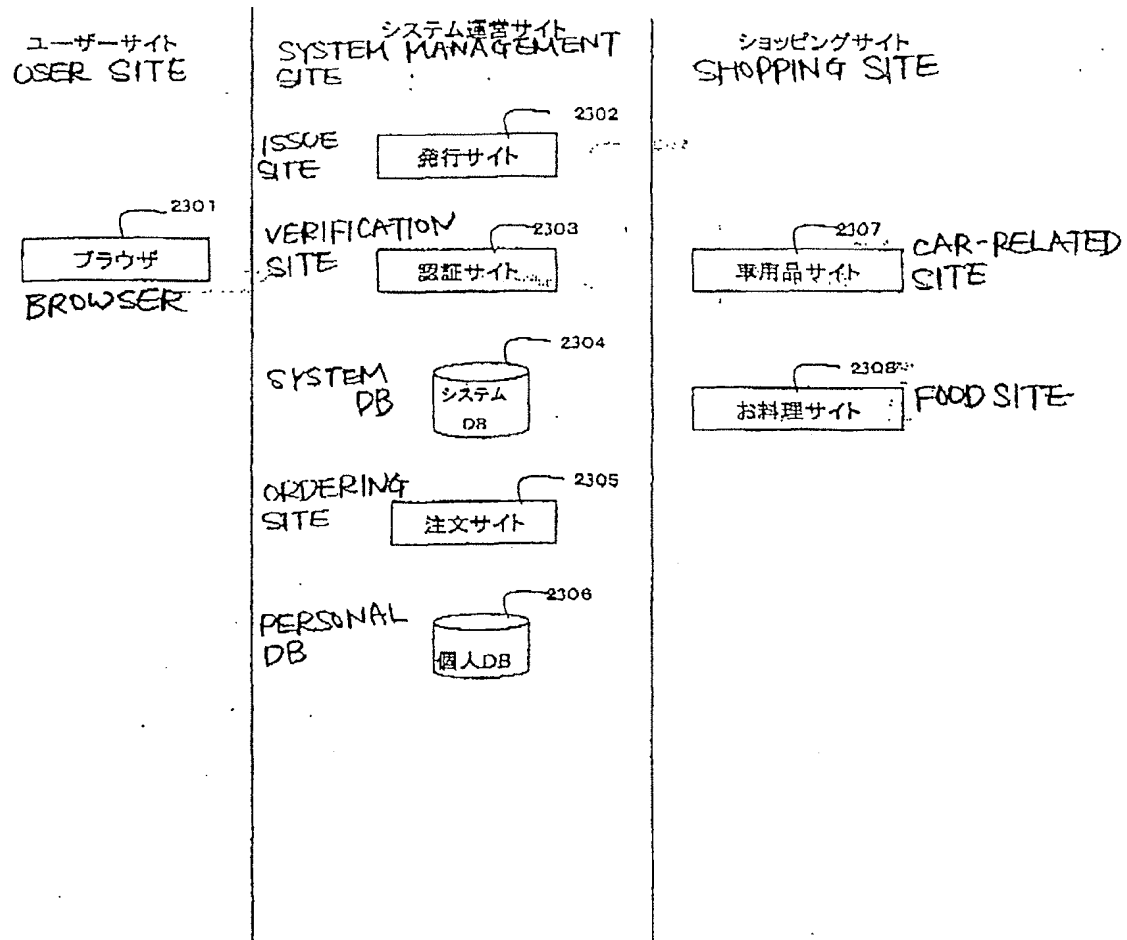 ユーザーサイト
OSER SITE
システム運営サイト
SYSTEM MANAGEMENT
SITE
ショッピングサイト
SHOPPING SITE
2302
ISSUE
SITE
発行サイト
2301
ブラウザ
BROWSER
VERIFICATION
SITE
2303
認証サイト
2307
車用品サイト
CAR-RELATED
SITE
2304
SYSTEM
DB
システム
DB
2308
お料理サイト
FOOD SITE
2305
ORDERING
SITE
注文サイト
2306
PERSONAL
DB
個人DB